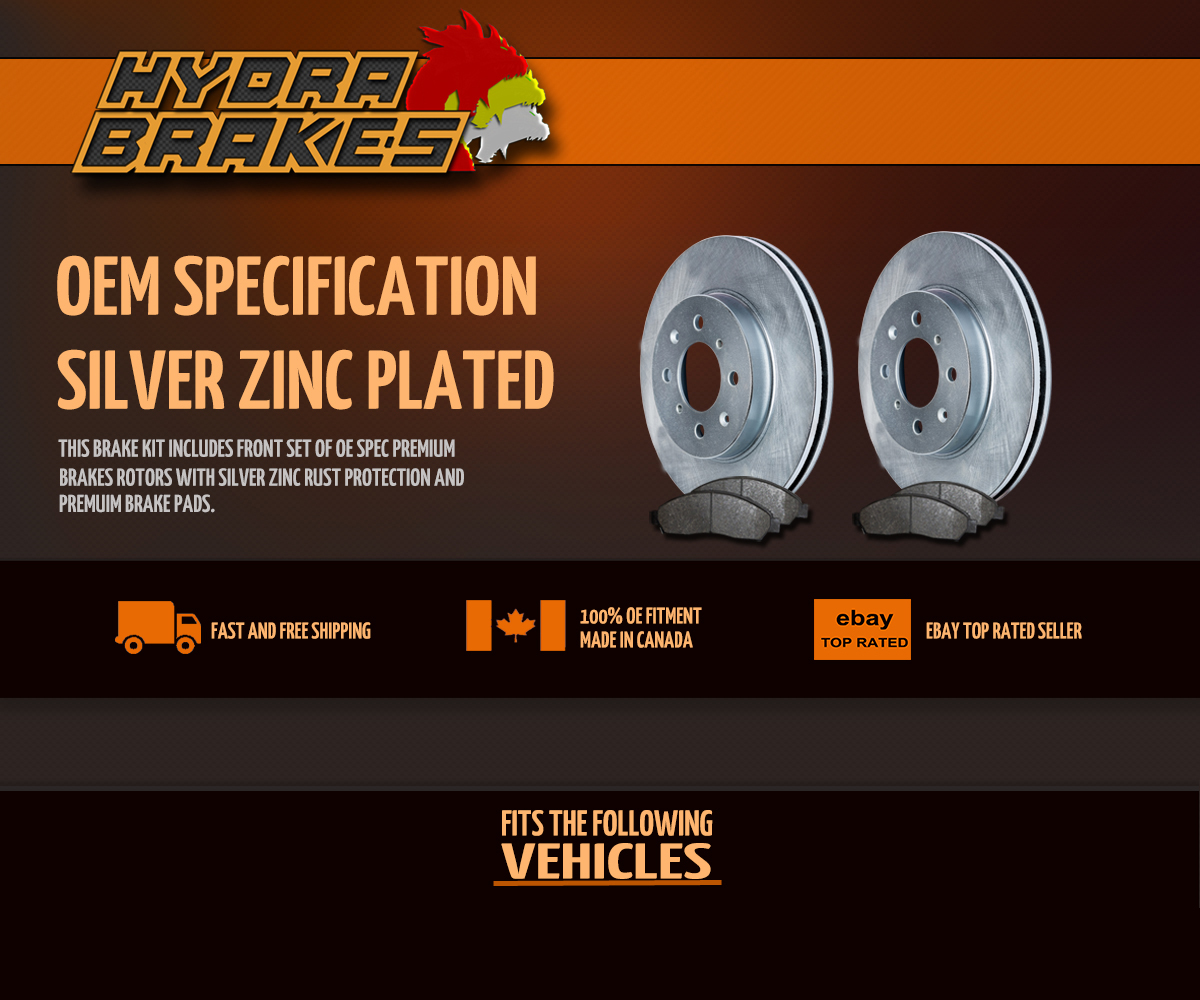 HYDRA
BRAKES
OEM SPECIFICATION
SILVER ZINC PLATED
THIS BRAKE KIT INCLUDES FRONT SET OF OE SPEC PREMIUM
BRAKES ROTORS WITH SILVER ZINC RUST PROTECTION AND
PREMUIM BRAKE PADS.
FAST AND FREE SHIPPING
100% OE FITMENT
MADE IN CANADA
ebay
TOP RATED
EBAY TOP RATED SELLER
FITS THE FOLLOWING
VEHICLES